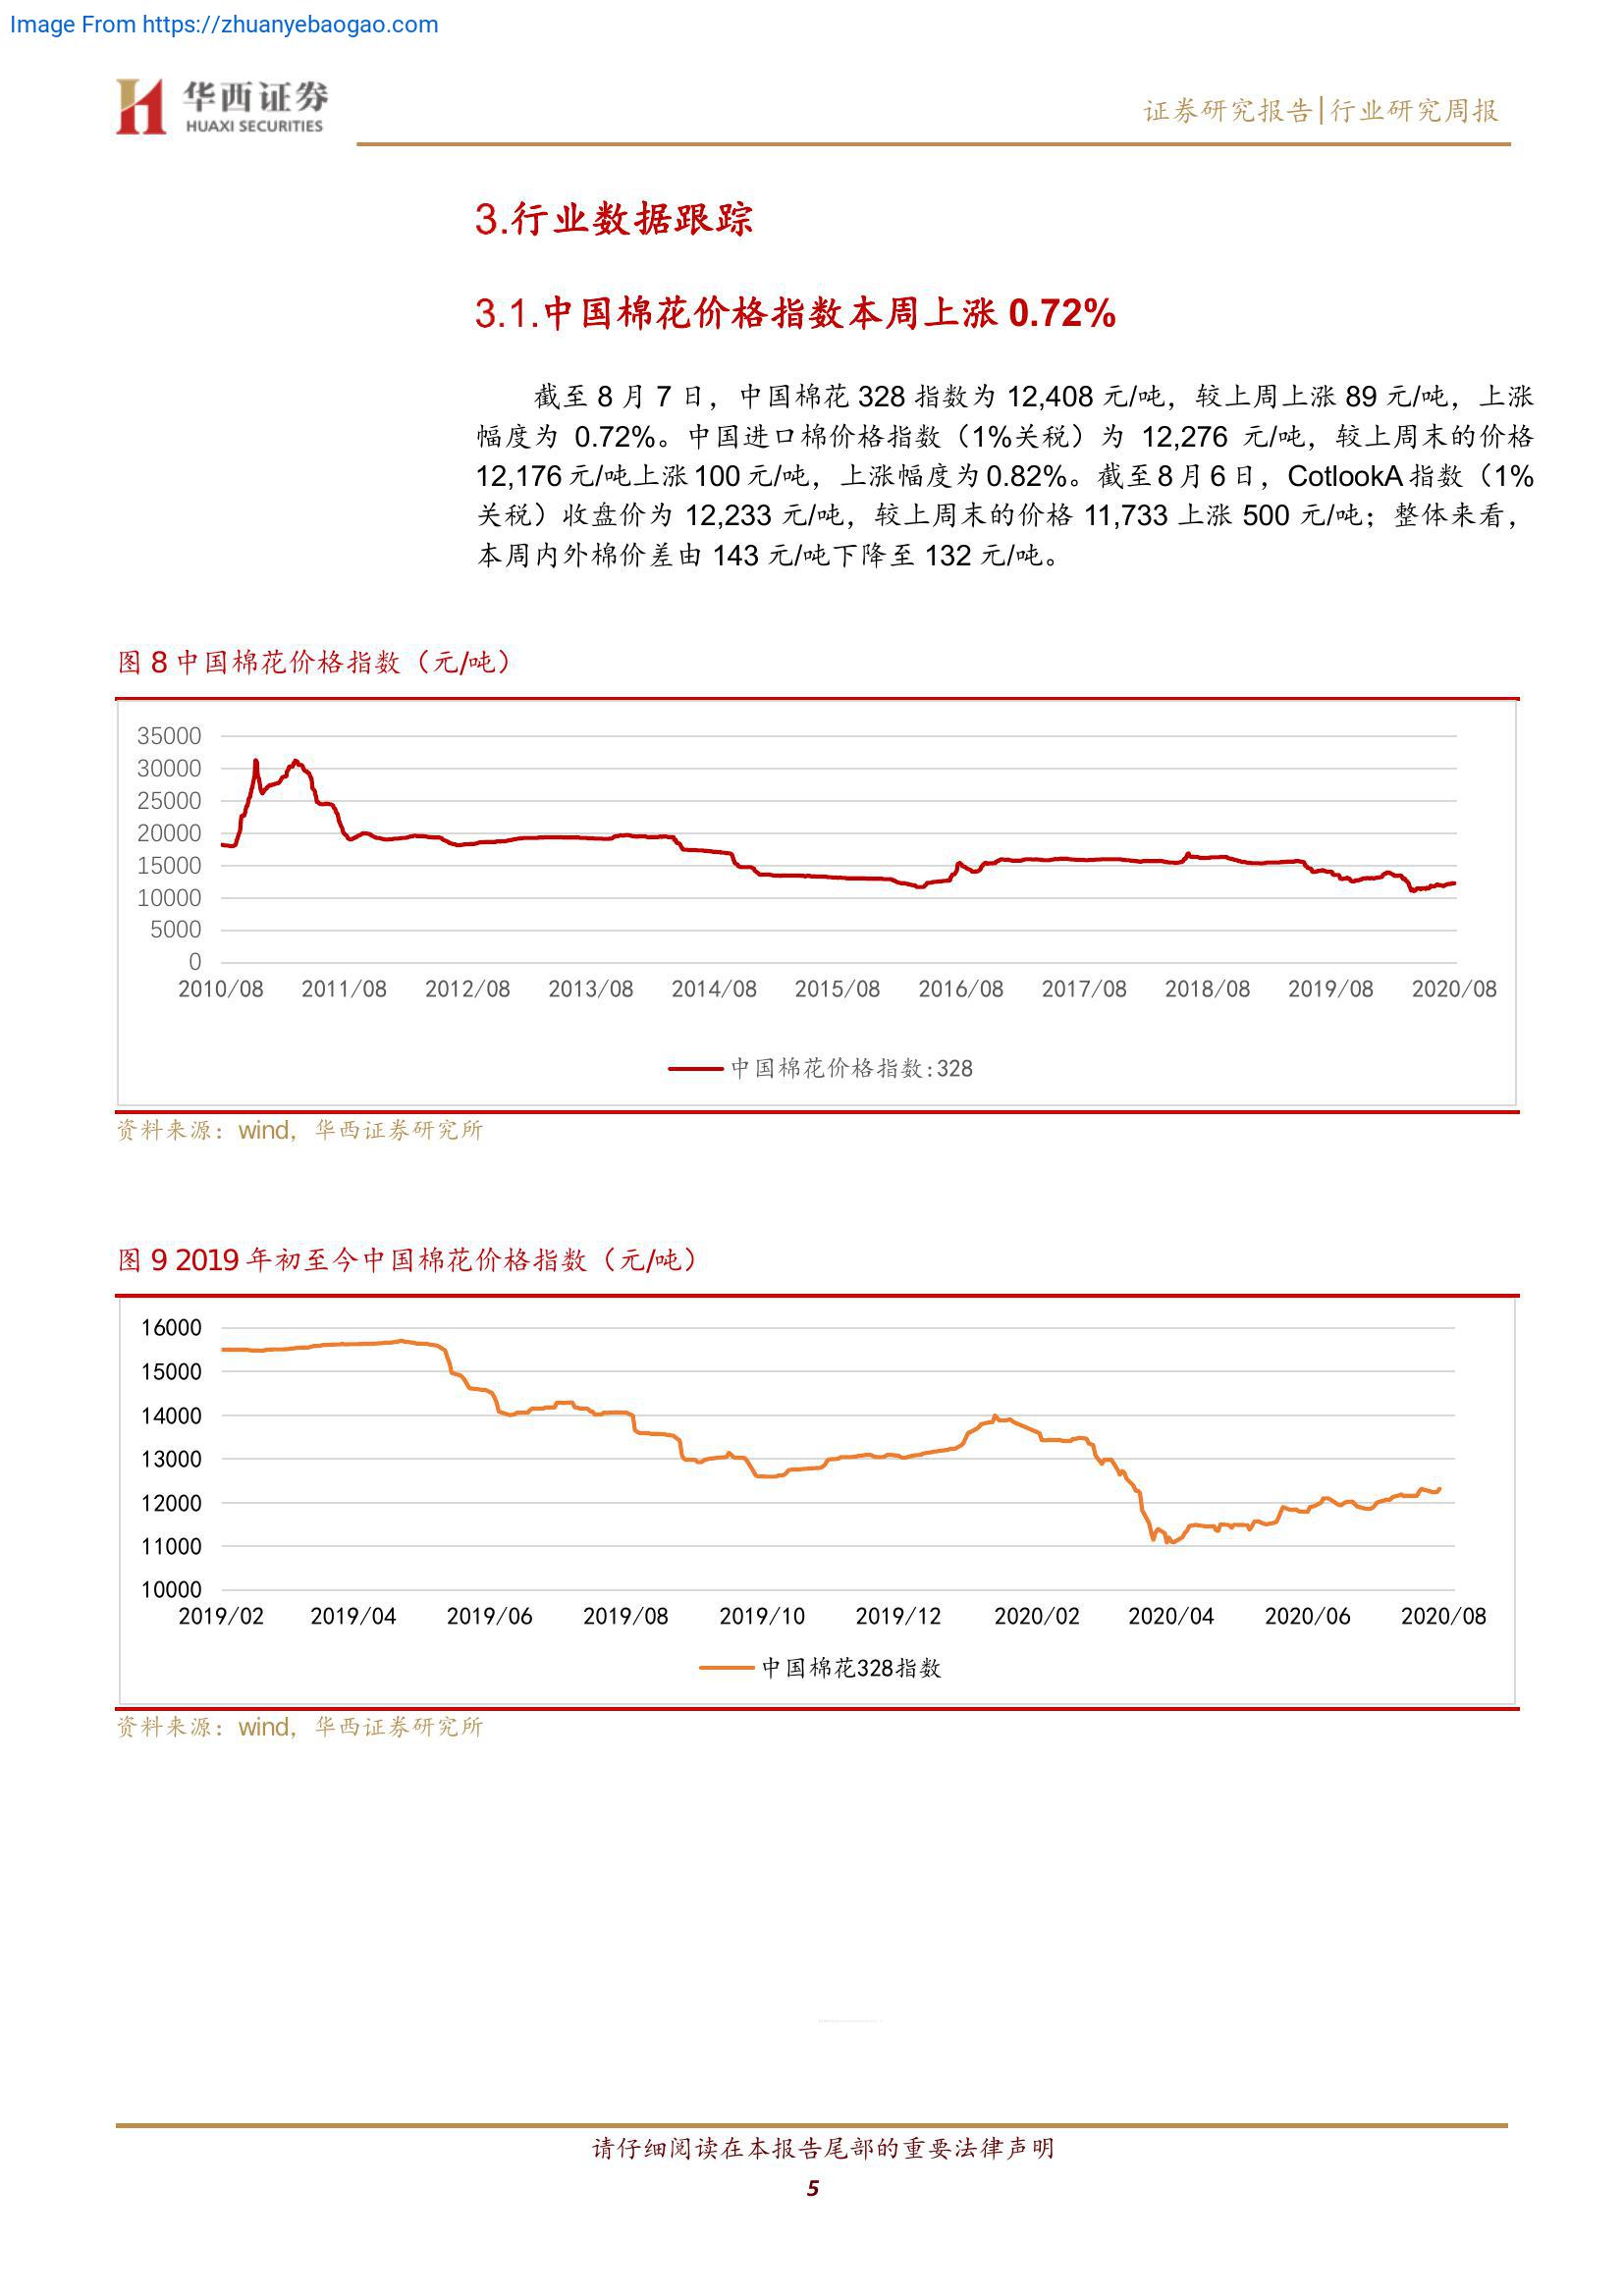 Image From https://zhuanyebaogao.com
华西证券
HUAXI SECURITIES
证券研究报告|行业研究周报
3.行业数据跟踪
3.1.中国棉花价格指数本周上涨 0.72%
截至 8 月 7 日，中国棉花 328 指数为 12,408 元/吨，较上周上涨 89 元/吨，上涨
幅度为 0.72%。中国进口棉价格指数（1%关税）为 12,276 元/吨，较上周末的价格
12,176 元/吨上涨 100 元/吨，上涨幅度为 0.82%。截至 8 月 6 日，CotlookA 指数（1%
关税）收盘价为 12,233 元/吨，较上周末的价格 11,733 上涨 500 元/吨；整体来看，
本周内外棉价差由 143 元/吨下降至 132 元/吨。
图 8 中国棉花价格指数（元/吨）
35000
30000
25000
20000
15000
10000
5000
0
2010/08 2011/08 2012/08 2013/08 2014/08 2015/08 2016/08 2017/08 2018/08 2019/08 2020/08
中国棉花价格指数:328
资料来源：wind，华西证券研究所
图 9 2019 年初至今中国棉花价格指数（元/吨）
16000
15000
14000
13000
12000
11000
10000
2019/02 2019/04 2019/06 2019/08 2019/10 2019/12 2020/02 2020/04 2020/06 2020/08
中国棉花328指数
资料来源：wind，华西证券研究所
请仔细阅读在本报告尾部的重要法律声明
5